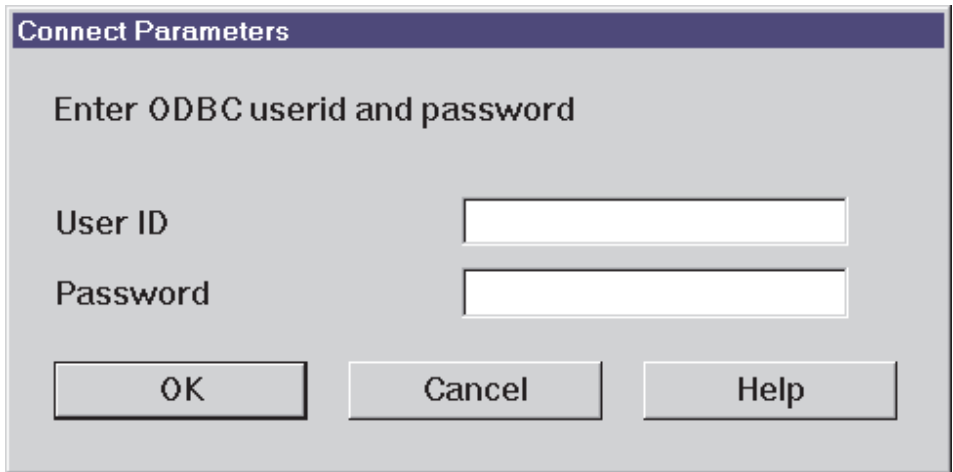 Connect Parameters
Enter ODBC userid and password
User ID
Password
OK Cancel Help